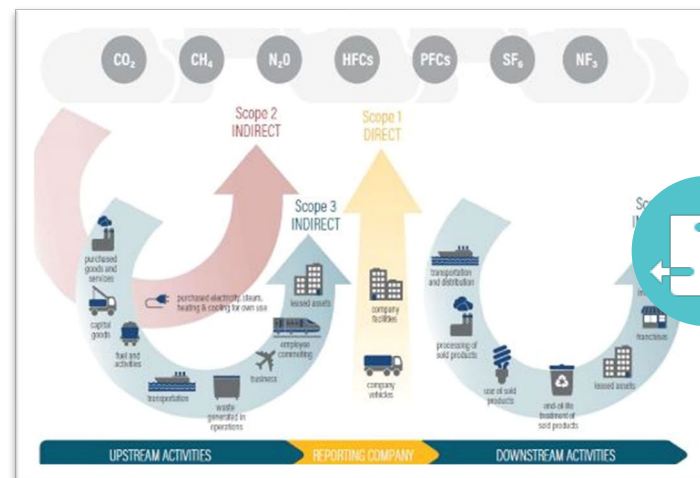 CO₂ CH₄ N₂O HFCs PFCs SF₆ NF₃
Scope 2
INDIRECT
Scope 1
DIRECT
Scope 3
INDIRECT
purchased
goods and
services
capital
goods
fuel and
activities
transportation
waste
generated in
operations
business
employee
commuting
leased assets
purchased electricity, steam,
heating & cooling for own use
company
facilities
company
vehicles
transportation
and distribution
processing of
sold products
use of sold
products
end-of-life
treatment of
sold products
leased assets
franchises
UPSTREAM ACTIVITIES REPORTING COMPANY DOWNSTREAM ACTIVITIES